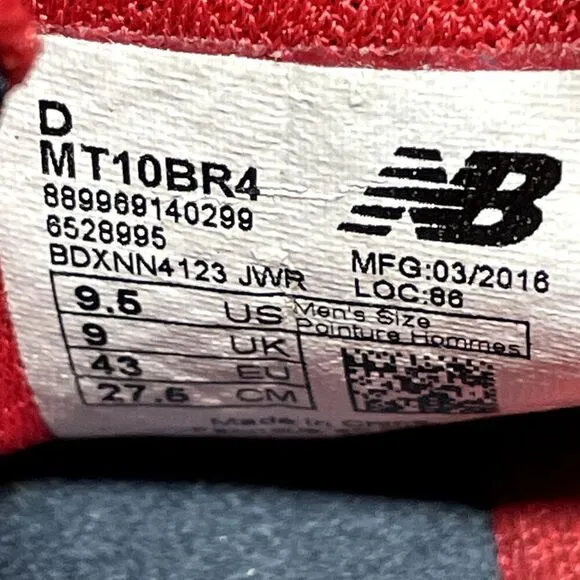 D
MT10BR4
889969140299
6528995
BDXNN4123 JWR
NB
MFG:03/2016
LOC:86
9.5 US Men's Size
Pointure Hommes
9 UK
43 EU
27.5 CM
Made in